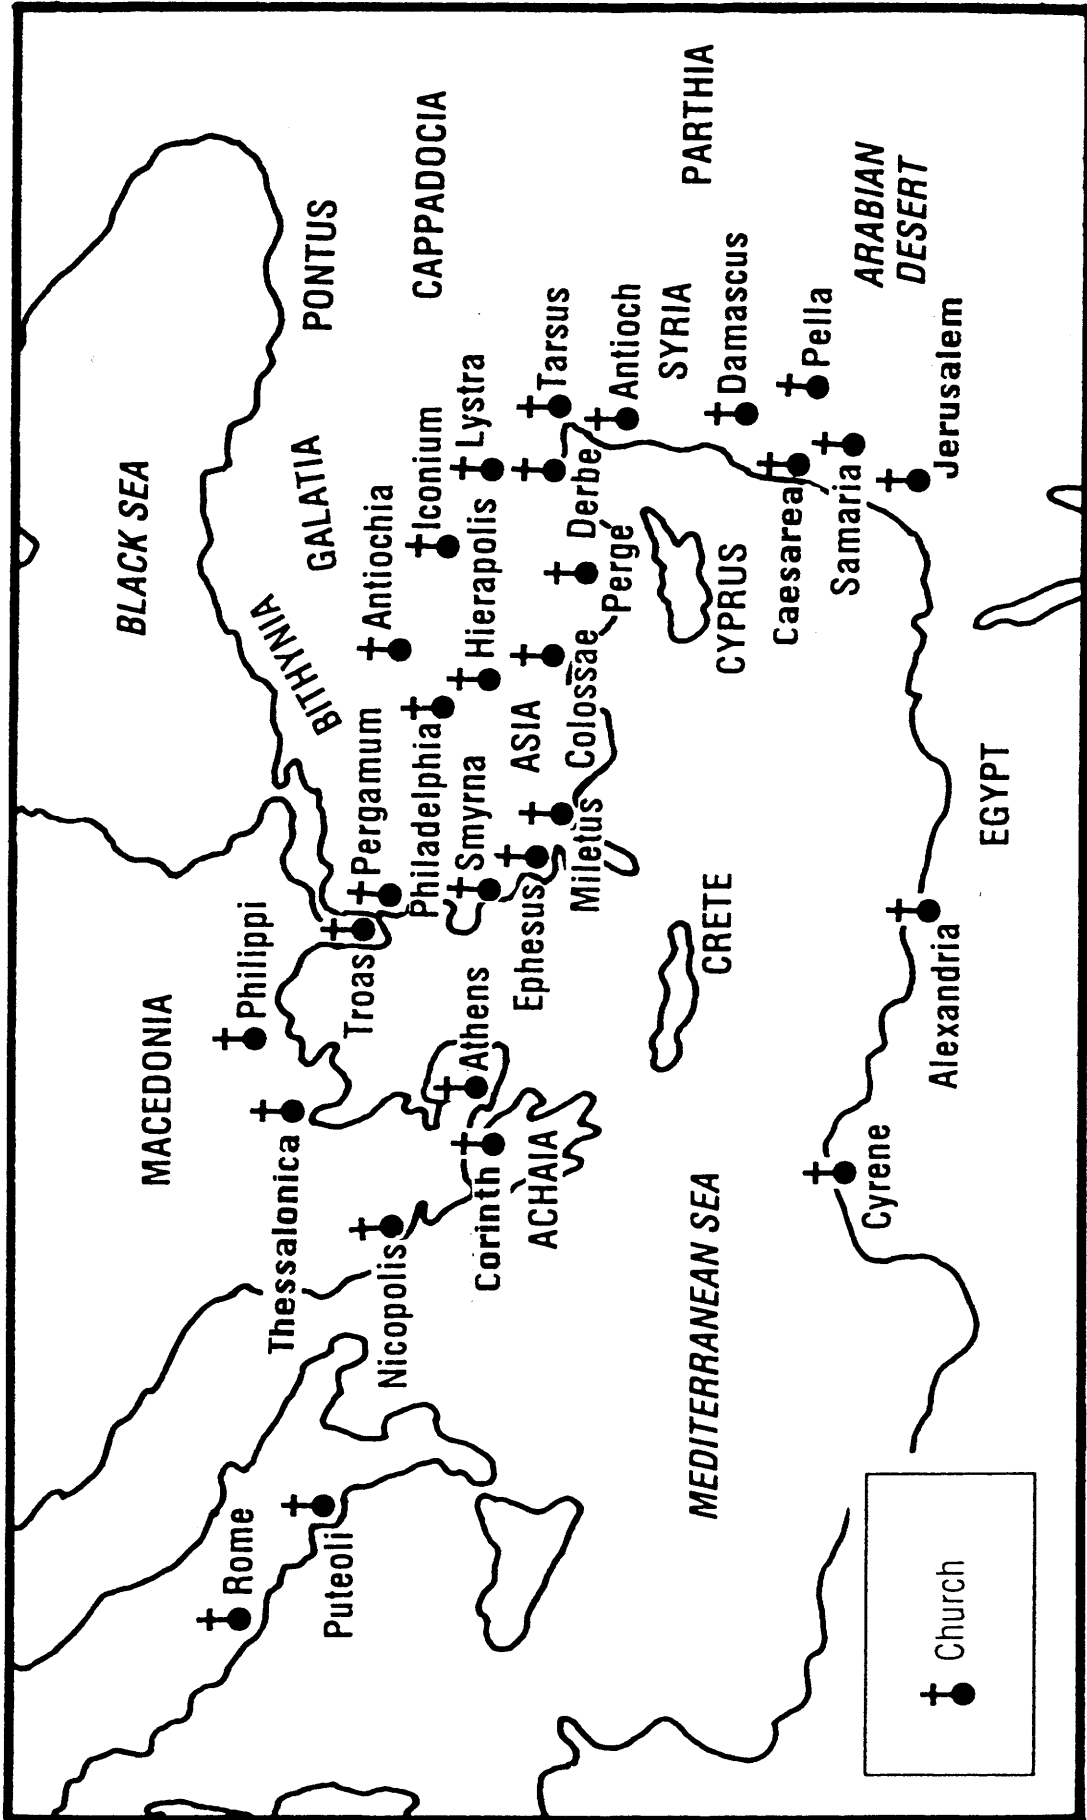 BLACK SEA
MACEDONIA
PONTUS
GALATIA
BITHYNIA
CAPPADOCIA
PARTHIA
ARABIAN
DESERT
SYRIA
ASIA
ACHAIA
CYPRUS
CRETE
MEDITERRANEAN SEA
EGYPT
Rome
Puteoli
Thessalonica
Philippi
Nicopolis
Corinth
Athens
Troas
Pergamum
Philadelphia
Smyrna
Ephesus
Miletus
Antiochia
Hierapolis
Colossae
Iconium
Lystra
Derbe
Pergé
Tarsus
Antioch
Damascus
Pella
Caesarea
Samaria
Jerusalem
Alexandria
Cyrene
Church